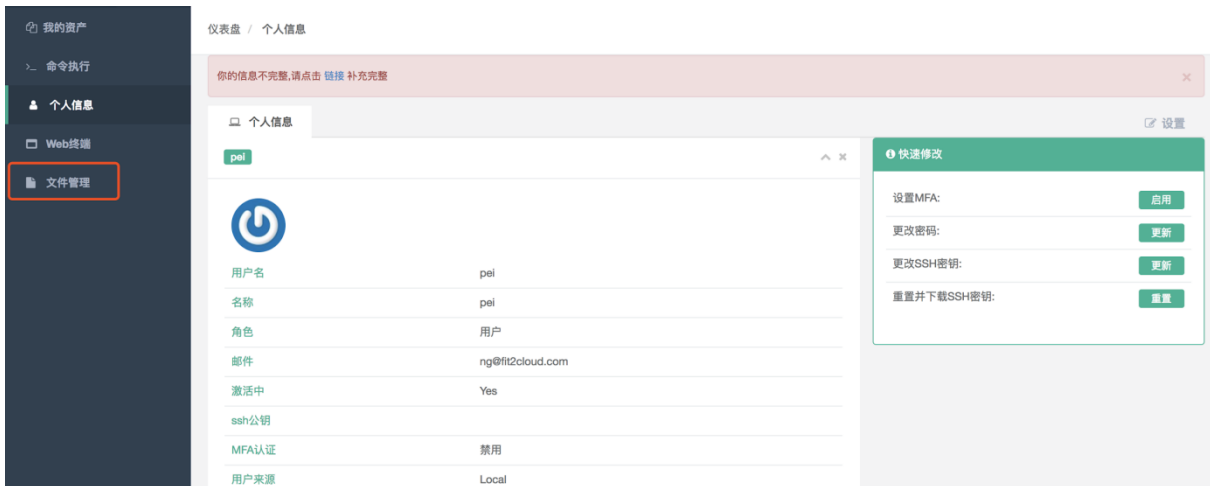 我的资产
命令执行
个人信息
Web终端
文件管理
仪表盘 / 个人信息
你的信息不完整,请点击 链接 补充完整
个人信息
设置
pei
用户名 pei
名称 pei
角色 用户
邮件 ng@fit2cloud.com
激活中 Yes
ssh公钥
MFA认证 禁用
用户来源 Local
快速修改
设置MFA: 启用
更改密码: 更新
更改SSH密钥: 更新
重置并下载SSH密钥: 重置